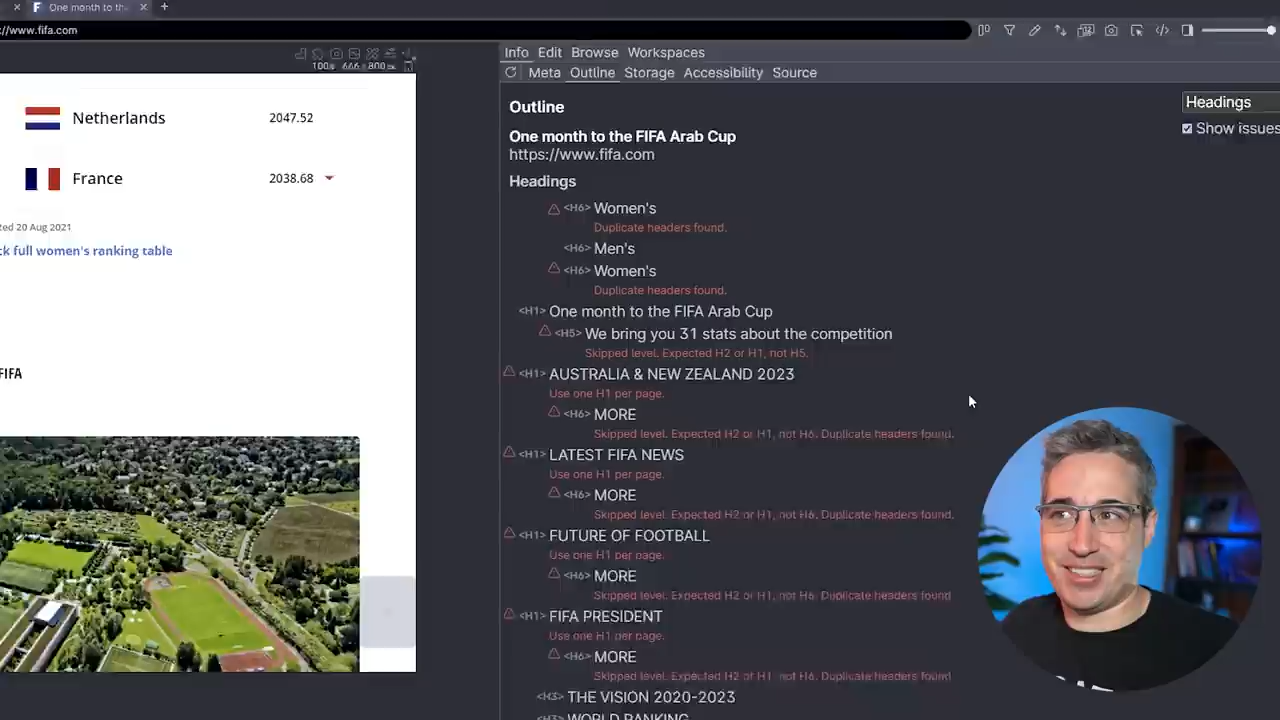 One month to the
//www.fifa.com
Info Edit Browse Workspaces
100% 666 800px
Meta Outline Storage Accessibility Source
Outline
Headings
Show issues
One month to the FIFA Arab Cup
https://www.fifa.com
Headings
<H6> Women's
Duplicate headers found.
<H6> Men's
<H6> Women's
Duplicate headers found.
<H1> One month to the FIFA Arab Cup
<H5> We bring you 31 stats about the competition
Skipped level. Expected H2 or H1, not H5.
<H1> AUSTRALIA & NEW ZEALAND 2023
Use one H1 per page.
<H6> MORE
Skipped level. Expected H2 or H1, not H6. Duplicate headers found.
<H1> LATEST FIFA NEWS
Use one H1 per page.
<H6> MORE
Skipped level. Expected H2 or H1, not H6. Duplicate headers found.
<H1> FUTURE OF FOOTBALL
Use one H1 per page.
<H6> MORE
Skipped level. Expected H2 or H1, not H6. Duplicate headers found
<H1> FIFA PRESIDENT
Use one H1 per page.
<H6> MORE
Skipped level. Expected H2 or H1 not H6. Duplicate headers found
<H3> THE VISION 2020-2023
<H3> WORLD RANKING
Netherlands 2047.52
France 2038.68
ted 20 Aug 2021
ck full women's ranking table
FIFA